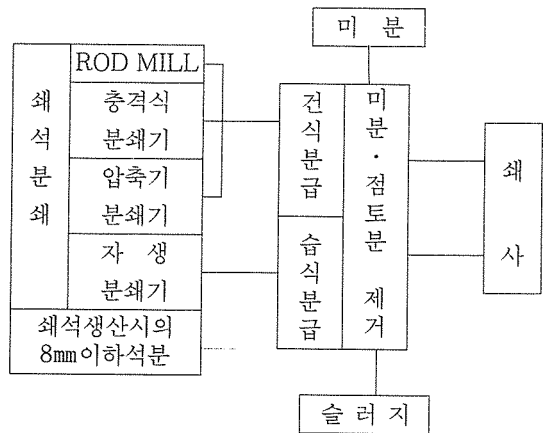 미 분
ROD MILL
쇄석분쇄
충격식
분쇄기
압축기
분쇄기
자 생
분쇄기
쇄석생산시의
8mm이하석분
건식분급
습식분급
미분·점토분 제거
쇄 사
슬 러 지